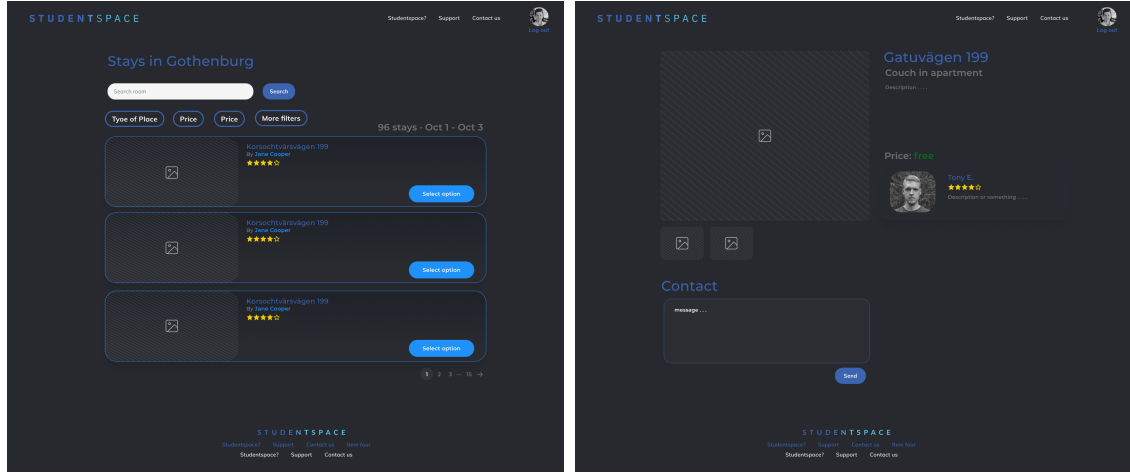 STUDENTSPACE
Studentspace? Support Contact us
Log out
Stays in Gothenburg
Search room
Search
Tyoe of Place Price Price More filters
96 stays - Oct 1 - Oct 3
Korsochtvärsvägen 199
By Jane Cooper
Select option
Korsochtvärsvägen 199
By Jane Cooper
Select option
Korsochtvärsvägen 199
By Jane Cooper
Select option
1 2 3 ... 15 →
STUDENTSPACE
Studentspace? Support Contact us Item four
Studentspace? Support Contact us
STUDENTSPACE
Studentspace? Support Contact us
Log out
Gatuvägen 199
Couch in apartment
Description . . . .
Price: free
Tony E.
Description or something . . . .
Contact
message . . .
Send
STUDENTSPACE
Studentspace? Support Contact us Item four
Studentspace? Support Contact us